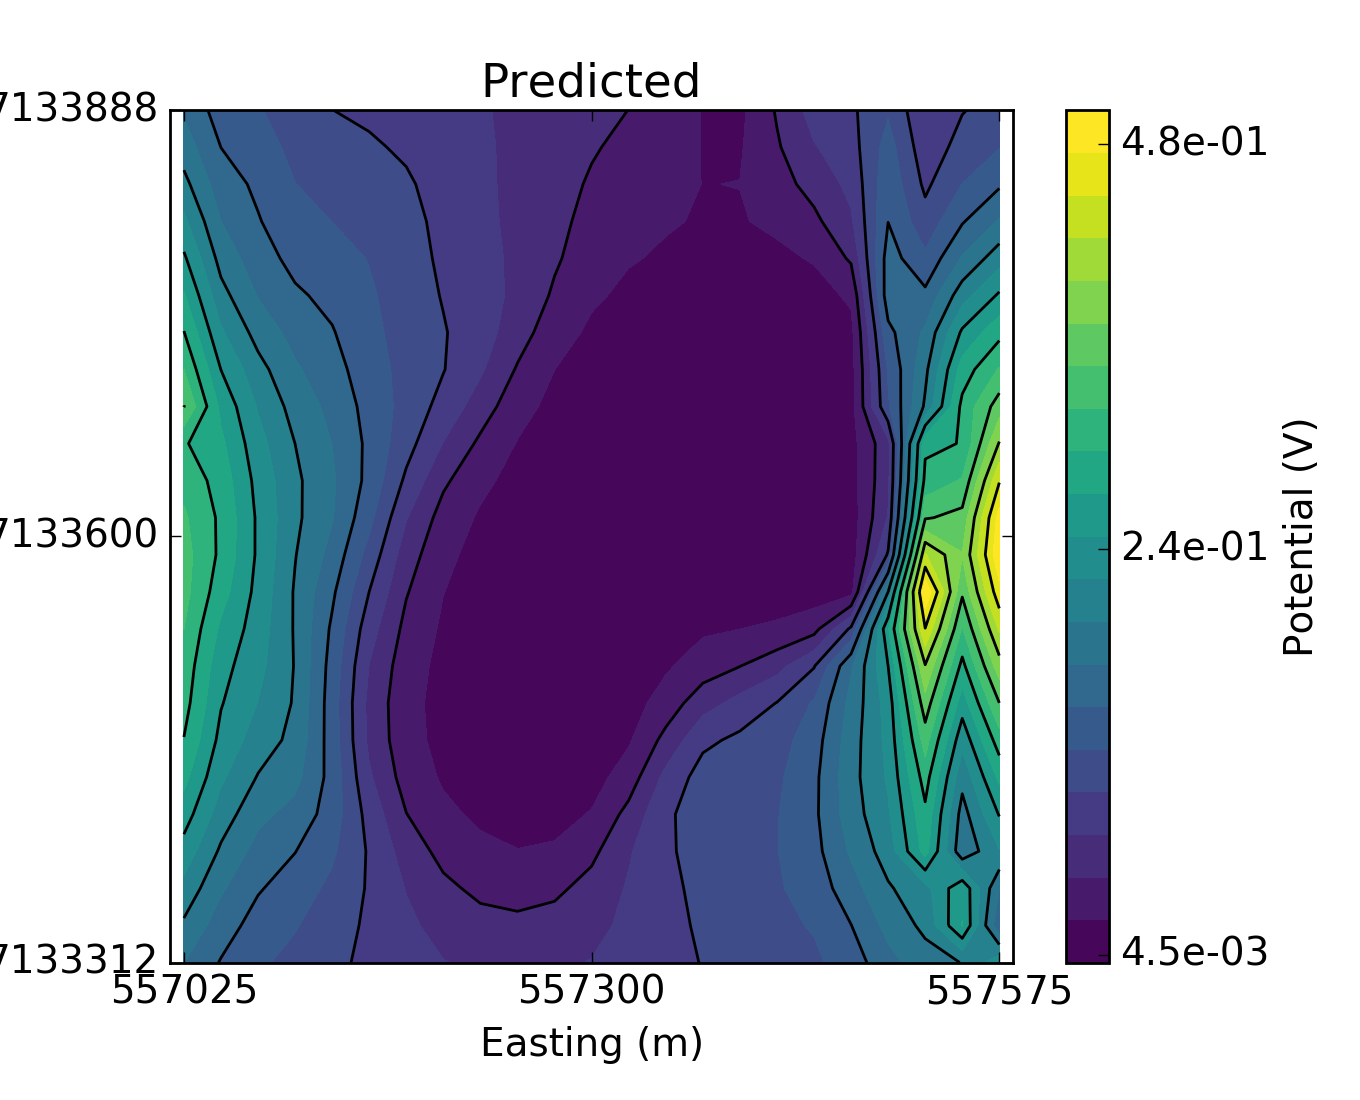 Predicted
7133888
7133600
7133312
557025
557300
557575
Easting (m)
4.8e-01
2.4e-01
4.5e-03
Potential (V)